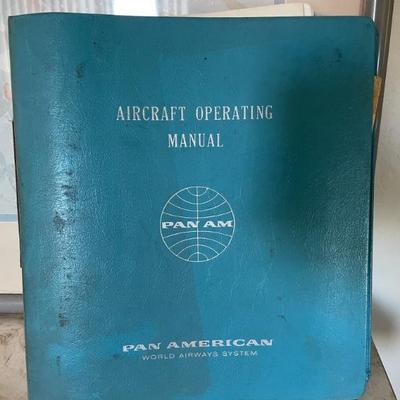 AIRCRAFT OPERATING
MANUAL
PAN AM
PAN AMERICAN
WORLD AIRWAYS SYSTEM